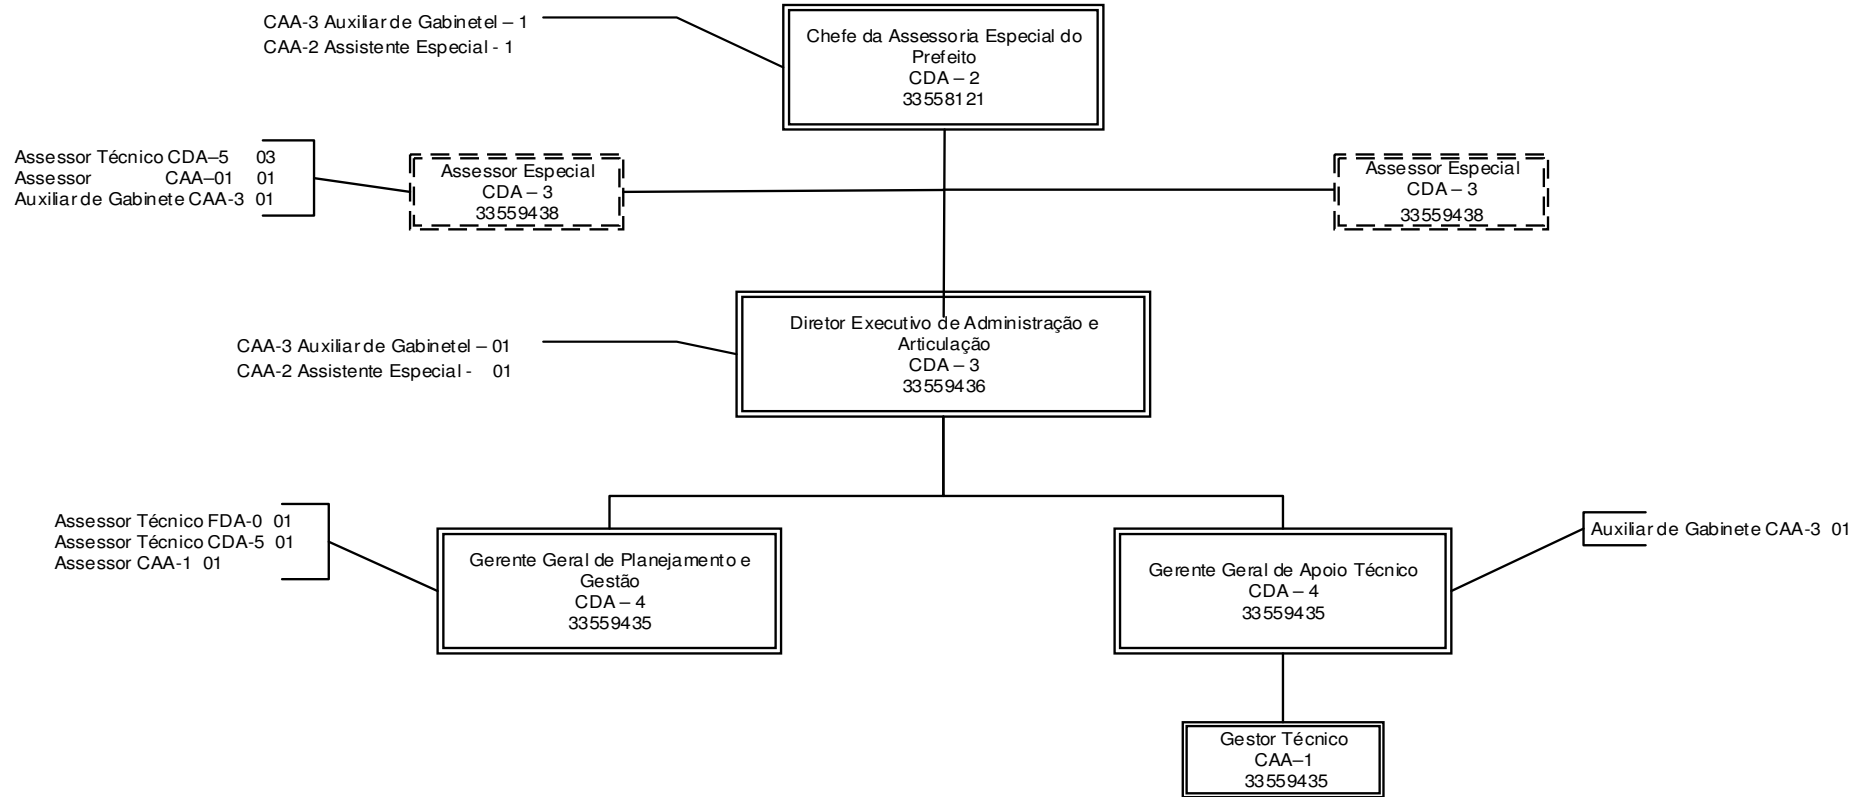 CAA-3 Auxiliar de Gabinetel – 1
CAA-2 Assistente Especial - 1
Chefe da Assessoria Especial do
Prefeito
CDA – 2
33558121
Assessor Técnico CDA–5 03
Assessor CAA–01 01
Auxiliar de Gabinete CAA-3 01
Assessor Especial
CDA – 3
33559438
Assessor Especial
CDA – 3
33559438
CAA-3 Auxiliar de Gabinetel – 01
CAA-2 Assistente Especial - 01
Diretor Executivo de Administração e
Articulação
CDA – 3
33559436
Assessor Técnico FDA-0 01
Assessor Técnico CDA-5 01
Assessor CAA-1 01
Gerente Geral de Planejamento e
Gestão
CDA – 4
33559435
Gerente Geral de Apoio Técnico
CDA – 4
33559435
Auxiliar de Gabinete CAA-3 01
Gestor Técnico
CAA–1
33559435